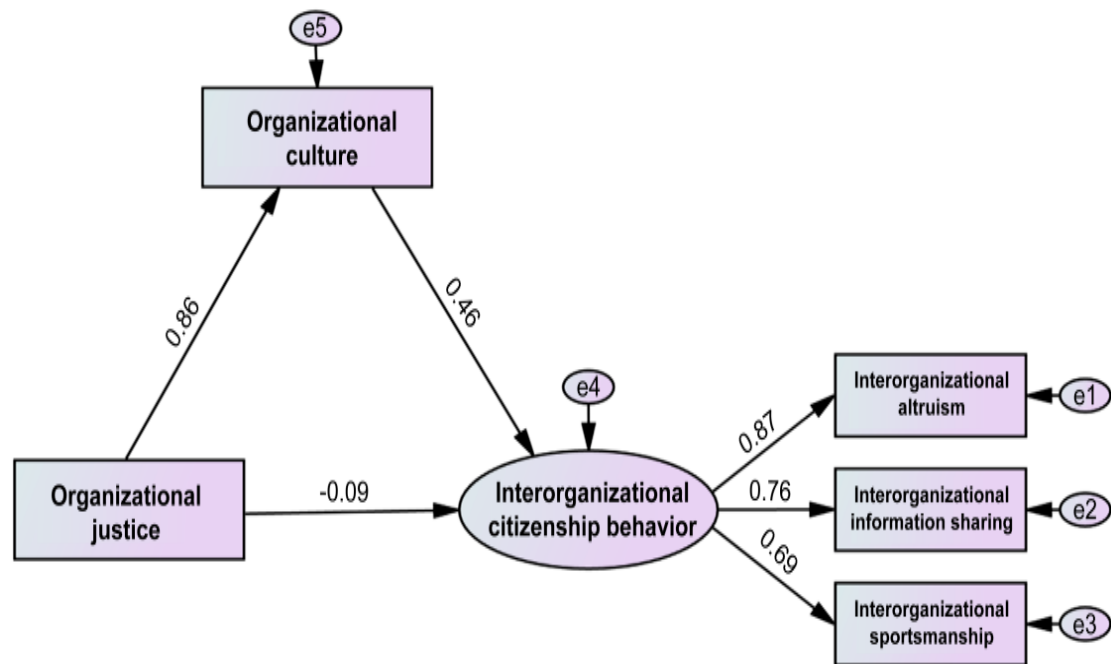 e5
Organizational
culture
0.86
0.46
e4
Organizational
justice
-0.09
Interorganizational
citizenship behavior
0.87
0.76
0.69
Interorganizational
altruism
e1
Interorganizational
information sharing
e2
Interorganizational
sportsmanship
e3